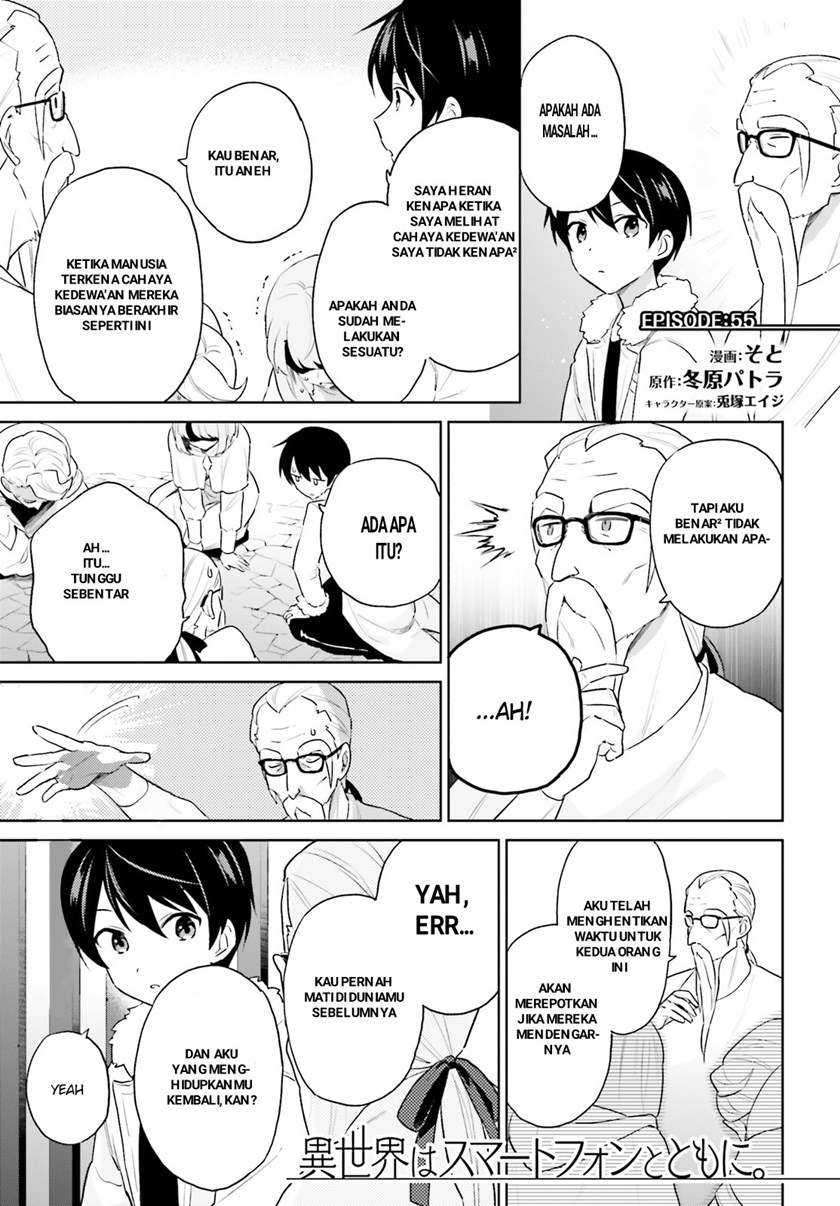 APAKAH ADA
MASALAH...
EPISODE:55
漫画:そと
原作:冬原パトラ
キャラクター原案:兎塚エイジ
SAYA HERAN
KENAPA KETIKA
SAYA MELIHAT
CAHAYA KEDEWA'AN
SAYA TIDAK KENAPA²
APAKAH ANDA
SUDAH ME-
LAKUKAN
SESUATU?
KAU BENAR,
ITU ANEH
KETIKA MANUSIA
TERKENA CAHAYA
KEDEWA'AN MEREKA
BIASANYA BERAKHIR
SEPERTI INI
TAPI AKU
BENAR² TIDAK
MELAKUKAN APA-
...AH!
ADA APA
ITU?
AH...
ITU...
TUNGGU
SEBENTAR
AKU TELAH
MENGHENTIKAN
WAKTU UNTUK
KEDUA ORANG
INI
AKAN
MEREPOTKAN
JIKA MEREKA
MENDENGAR-
NYA
YAH,
ERR...
KAU PERNAH
MATI DI DUNIAMU
SEBELUMNYA
DAN AKU
YANG MENG-
HIDUPKANMU
KEMBALI, KAN?
YEAH
異世界はスマートフォンとともに。